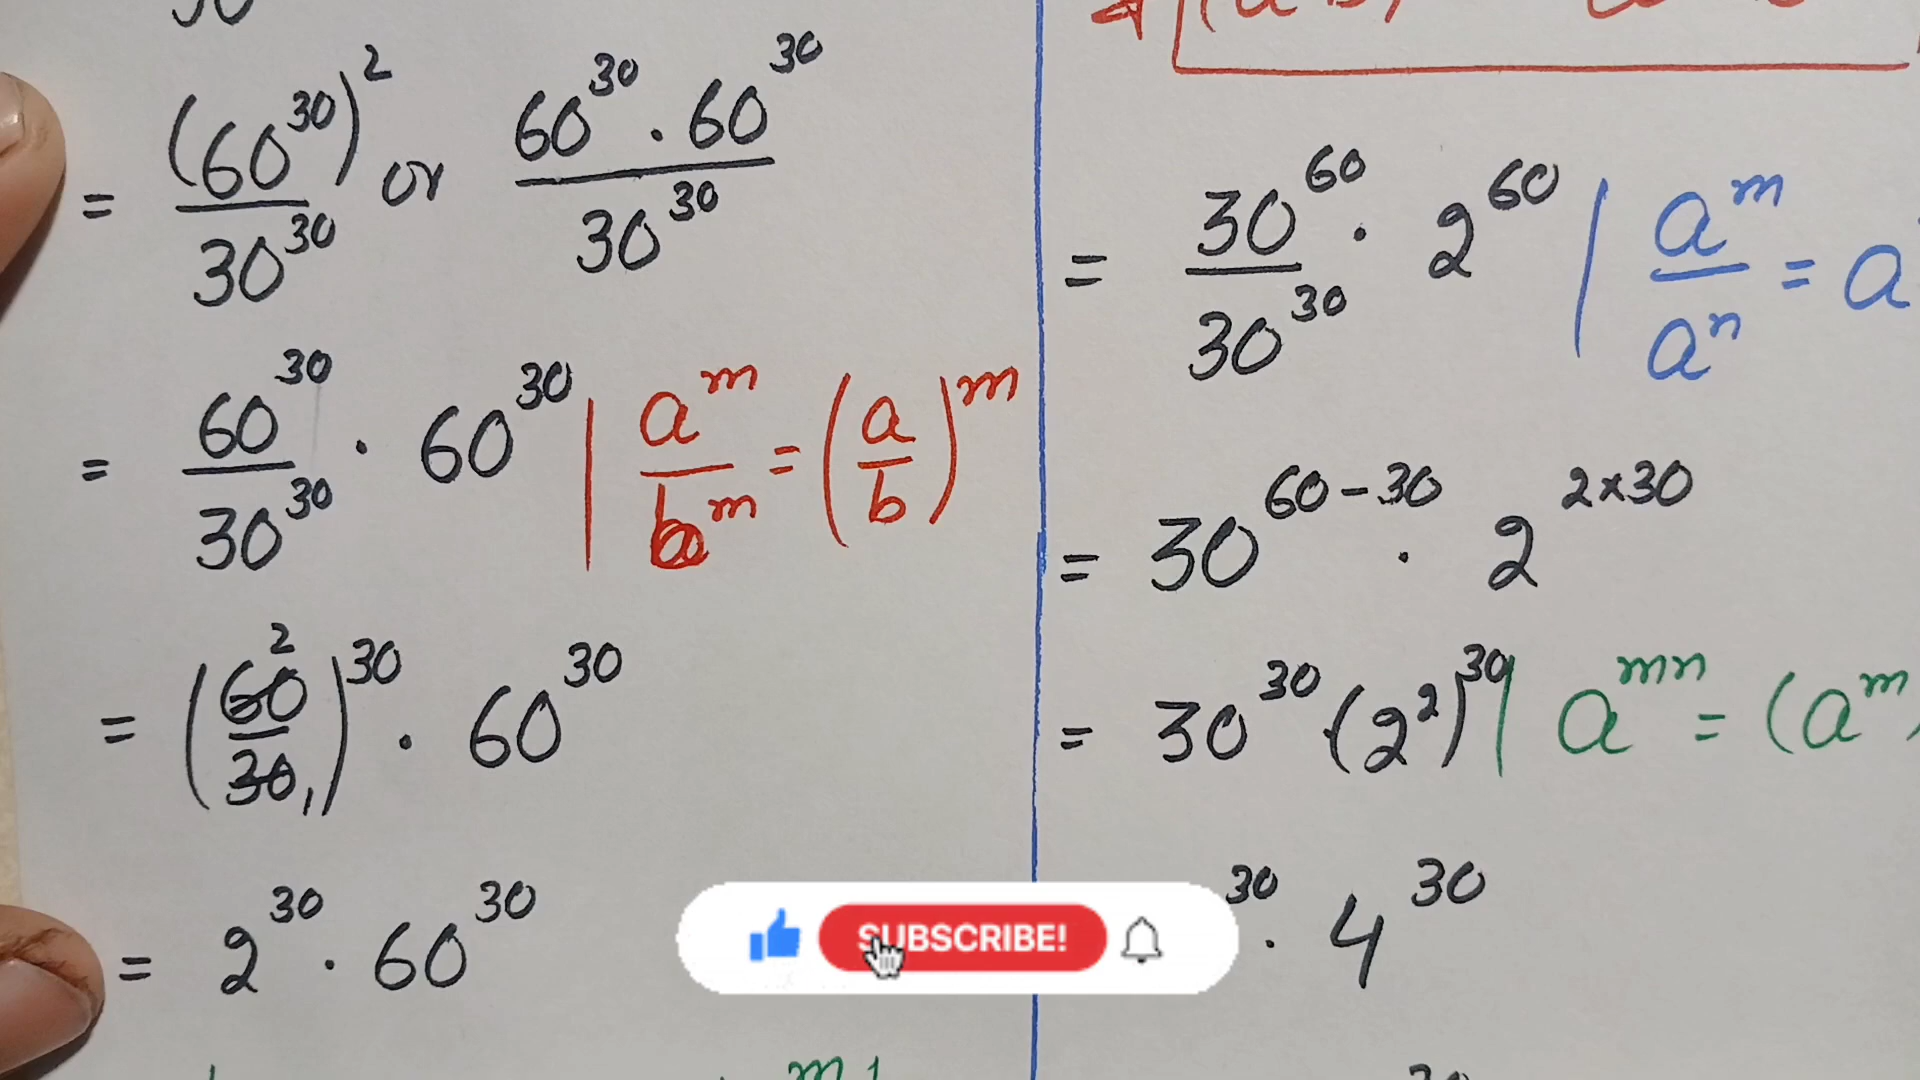 = (60^30)^2 / 30^30 or 60^30 · 60^30 / 30^30
= 60^30 / 30^30 · 60^30 | a^m / b^m = (a/b)^m
= (60/30)^30 · 60^30
2
1
= 2^30 · 60^30
= 30^60 / 30^30 · 2^60 | a^m / a^n = a
= 30^60-30 · 2^2×30
= 30^30 · (2^2)^30 | a^mn = (a^m)
30 · 4^30
SUBSCRIBE!